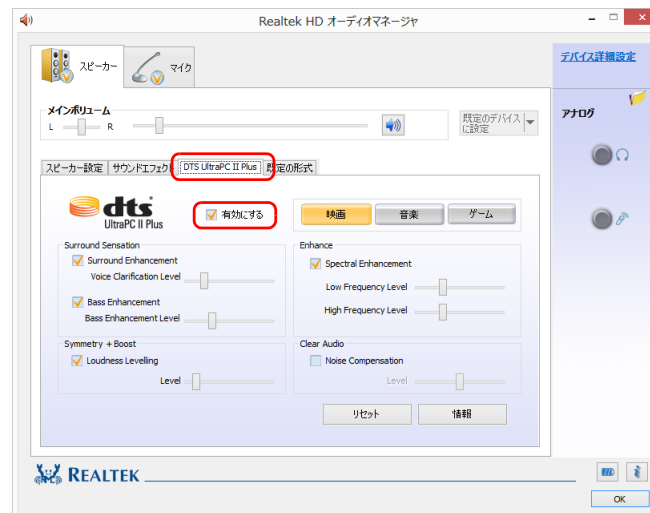 Realtek HD オーディオマネージャ
スピーカー
マイク
デバイス詳細設定
メインボリューム
L R
既定のデバイスに設定
アナログ
スピーカー設定
サウンドエフェクト
DTS UltraPC II Plus
既定の形式
dts
UltraPC II Plus
有効にする
映画
音楽
ゲーム
Surround Sensation
Surround Enhancement
Voice Clarification Level
Bass Enhancement
Bass Enhancement Level
Enhance
Spectral Enhancement
Low Frequency Level
High Frequency Level
Symmetry + Boost
Loudness Levelling
Level
Clear Audio
Noise Compensation
Level
リセット
情報
REALTEK
OK